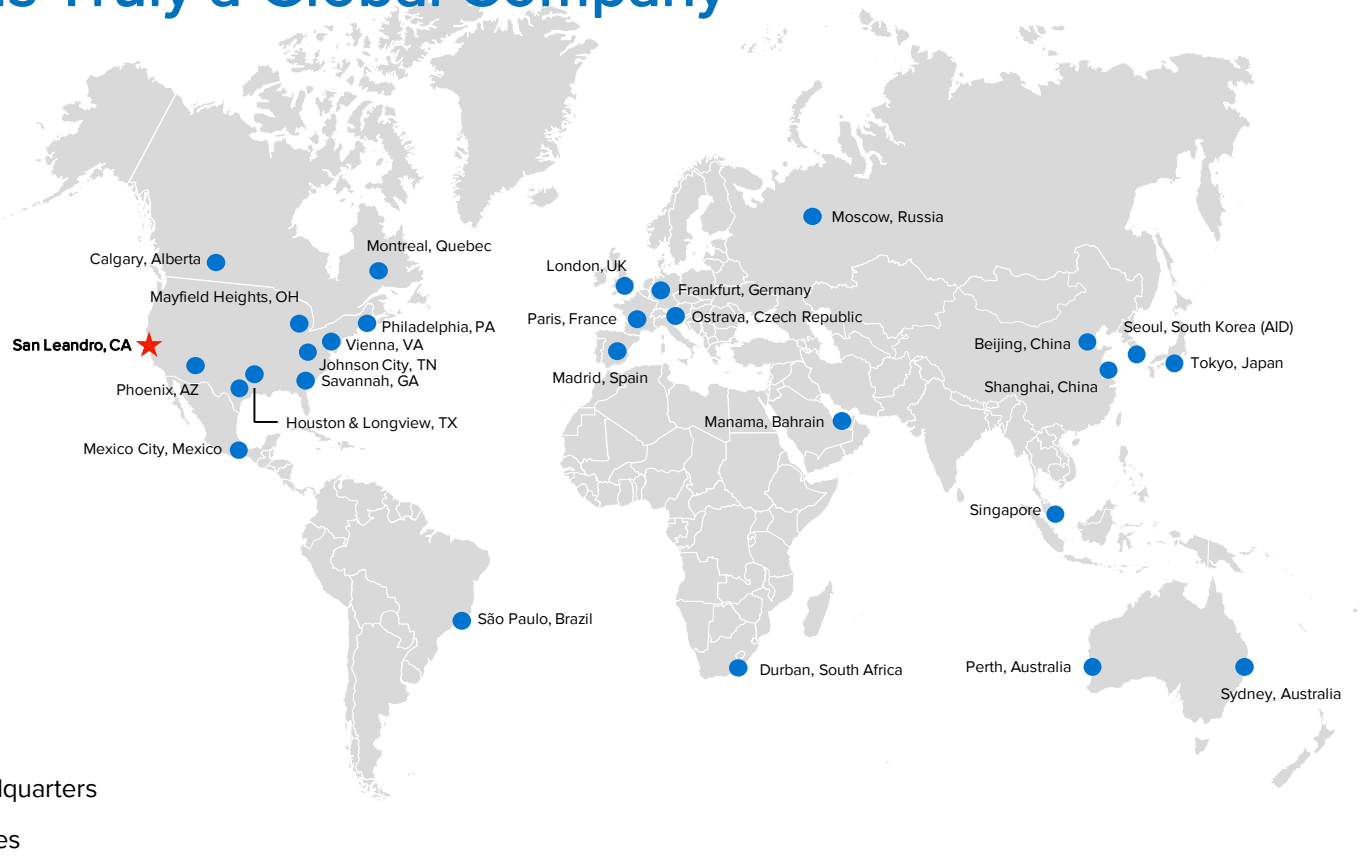 is Truly a Global Company
Moscow, Russia
Montreal, Quebec
Calgary, Alberta
London, UK
Frankfurt, Germany
Mayfield Heights, OH
Paris, France
Ostrava, Czech Republic
Philadelphia, PA
Seoul, South Korea (AID)
San Leandro, CA
Vienna, VA
Beijing, China
Johnson City, TN
Tokyo, Japan
Madrid, Spain
Savannah, GA
Shanghai, China
Phoenix, AZ
Houston & Longview, TX
Manama, Bahrain
Mexico City, Mexico
Singapore
São Paulo, Brazil
Durban, South Africa
Perth, Australia
Sydney, Australia
dquarters
es